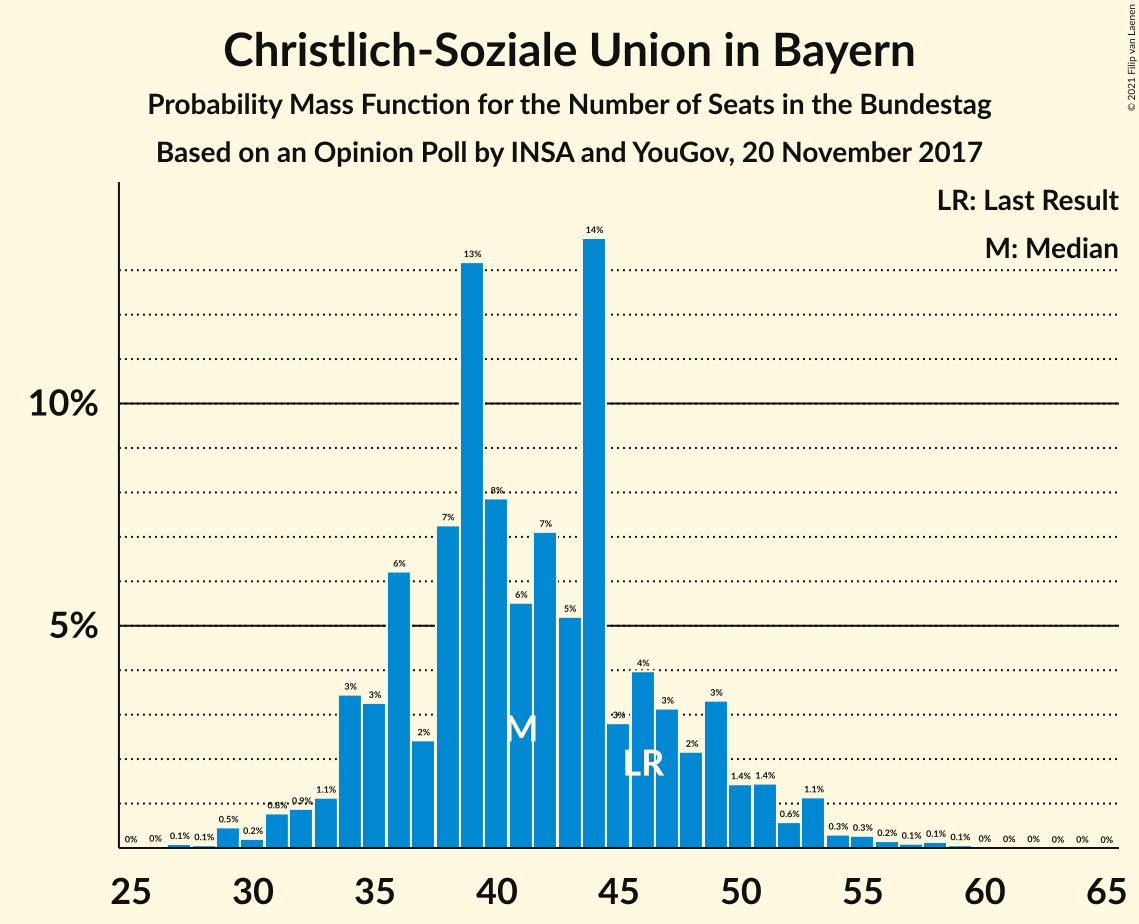 Christlich-Soziale Union in Bayern
Probability Mass Function for the Number of Seats in the Bundestag
Based on an Opinion Poll by INSA and YouGov, 20 November 2017
© 2021 Filip van Laenen
LR: Last Result
M: Median
10%
5%
0% 0% 0.1% 0.1% 0.5% 0.2% 0.8% 0.9% 1.1% 3% 3% 6% 2% 7% 13% 8% 6% 7% 5% 14% 3% 4% 3% 2% 3% 1.4% 1.4% 0.6% 1.1% 0.3% 0.3% 0.2% 0.1% 0.1% 0.1% 0% 0% 0% 0% 0% 0%
M
LR
25 30 35 40 45 50 55 60 65